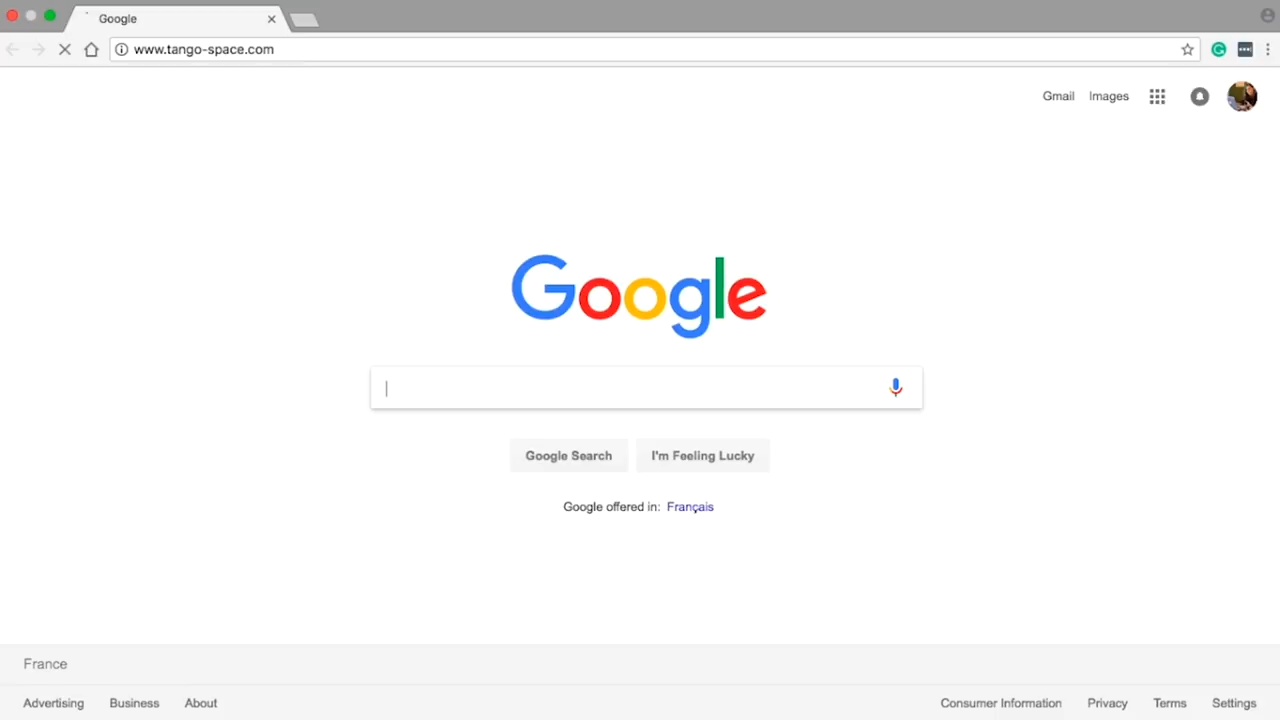 Google
www.tango-space.com
Gmail Images
Google
Google Search I'm Feeling Lucky
Google offered in: Français
France
Advertising Business About Consumer Information Privacy Terms Settings